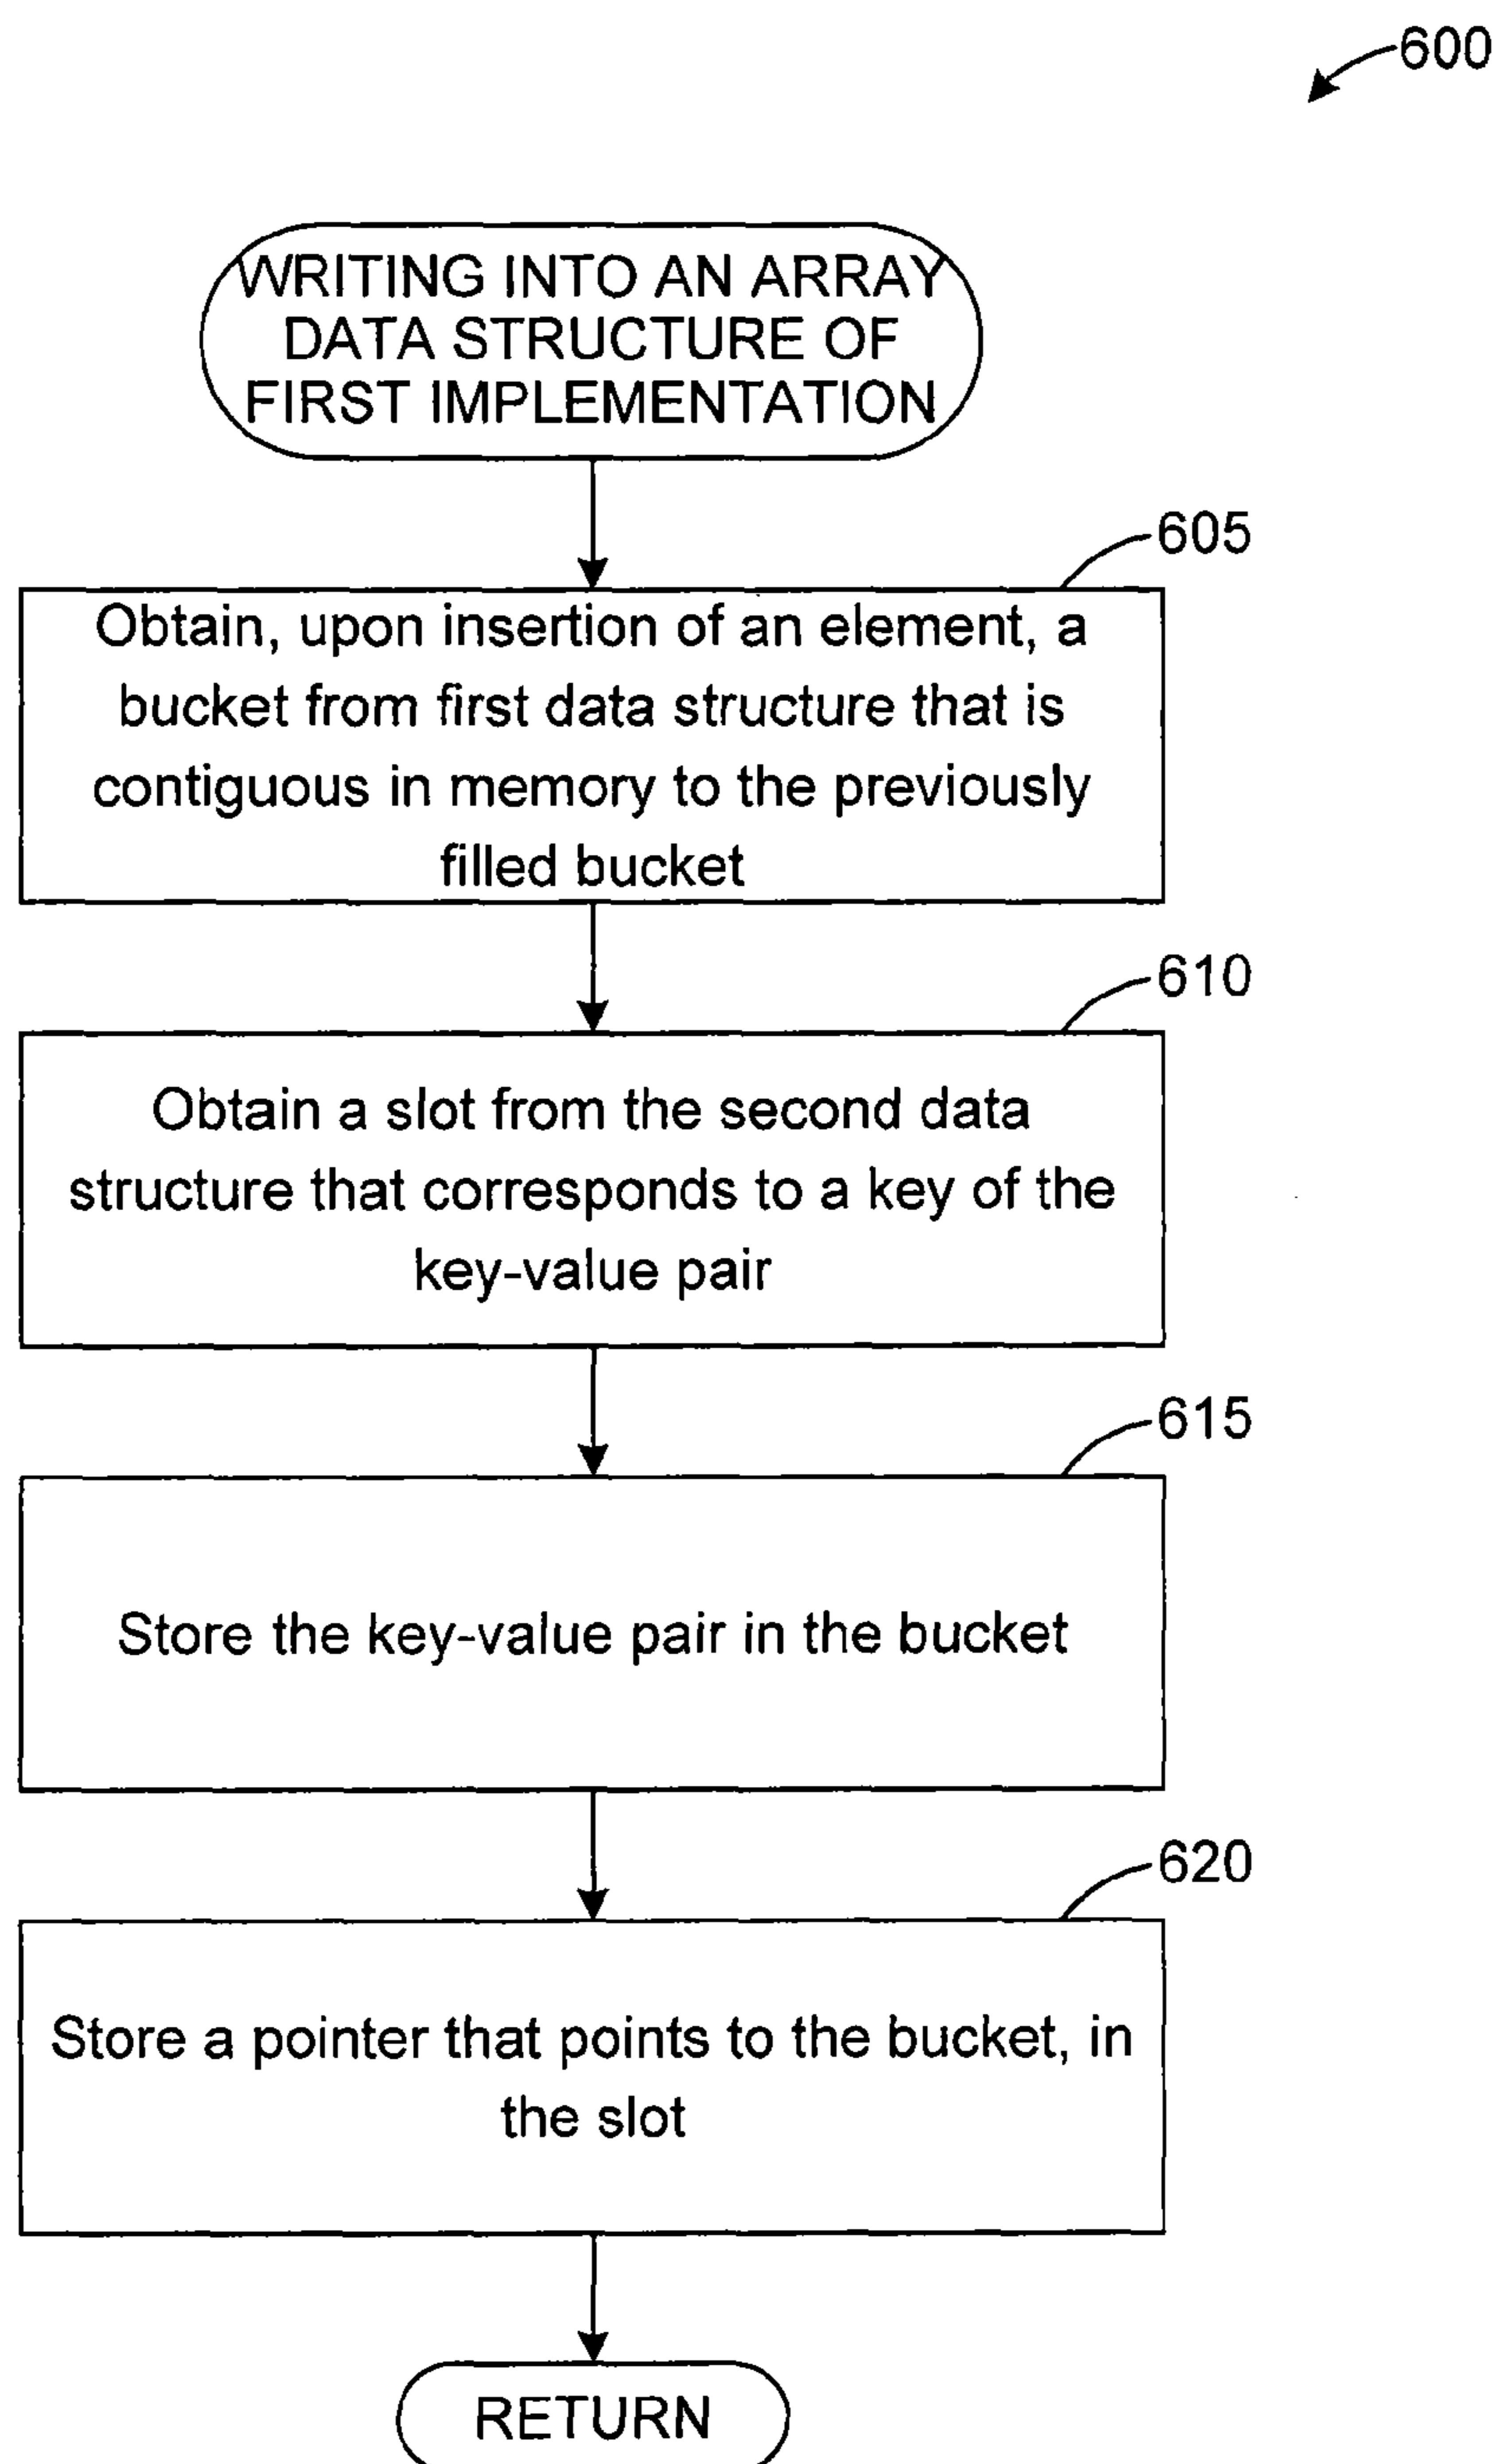 600
WRITING INTO AN ARRAY
DATA STRUCTURE OF
FIRST IMPLEMENTATION
605
Obtain, upon insertion of an element, a
bucket from first data structure that is
contiguous in memory to the previously
filled bucket
610
Obtain a slot from the second data
structure that corresponds to a key of the
key-value pair
615
Store the key-value pair in the bucket
620
Store a pointer that points to the bucket, in
the slot
RETURN